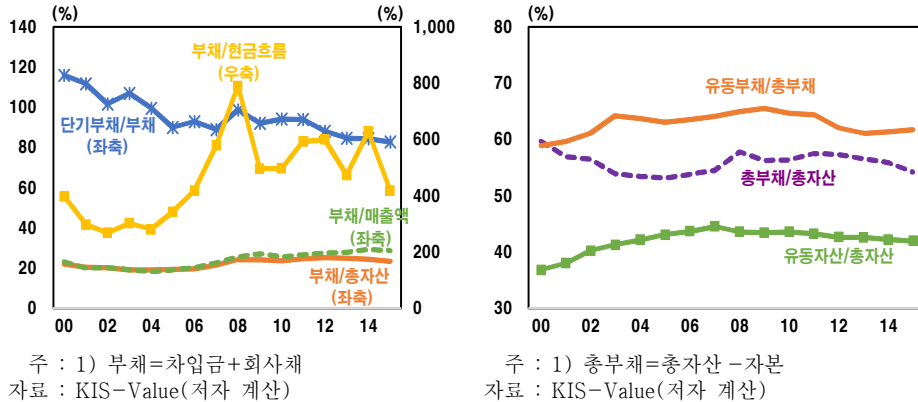 (%)
(%)
140
120
100
80
60
40
20
0
1,000
800
600
400
200
0
부채/현금흐름
(우축)
단기부채/부채
(좌축)
부채/매출액
(좌축)
부채/총자산
(좌축)
00 02 04 06 08 10 12 14
주 : 1) 부채=차입금+회사채
자료 : KIS-Value(저자 계산)
(%)
80
70
60
50
40
30
유동부채/총부채
총부채/총자산
유동자산/총자산
00 02 04 06 08 10 12 14
주 : 1) 총부채=총자산 -자본
자료 : KIS-Value(저자 계산)